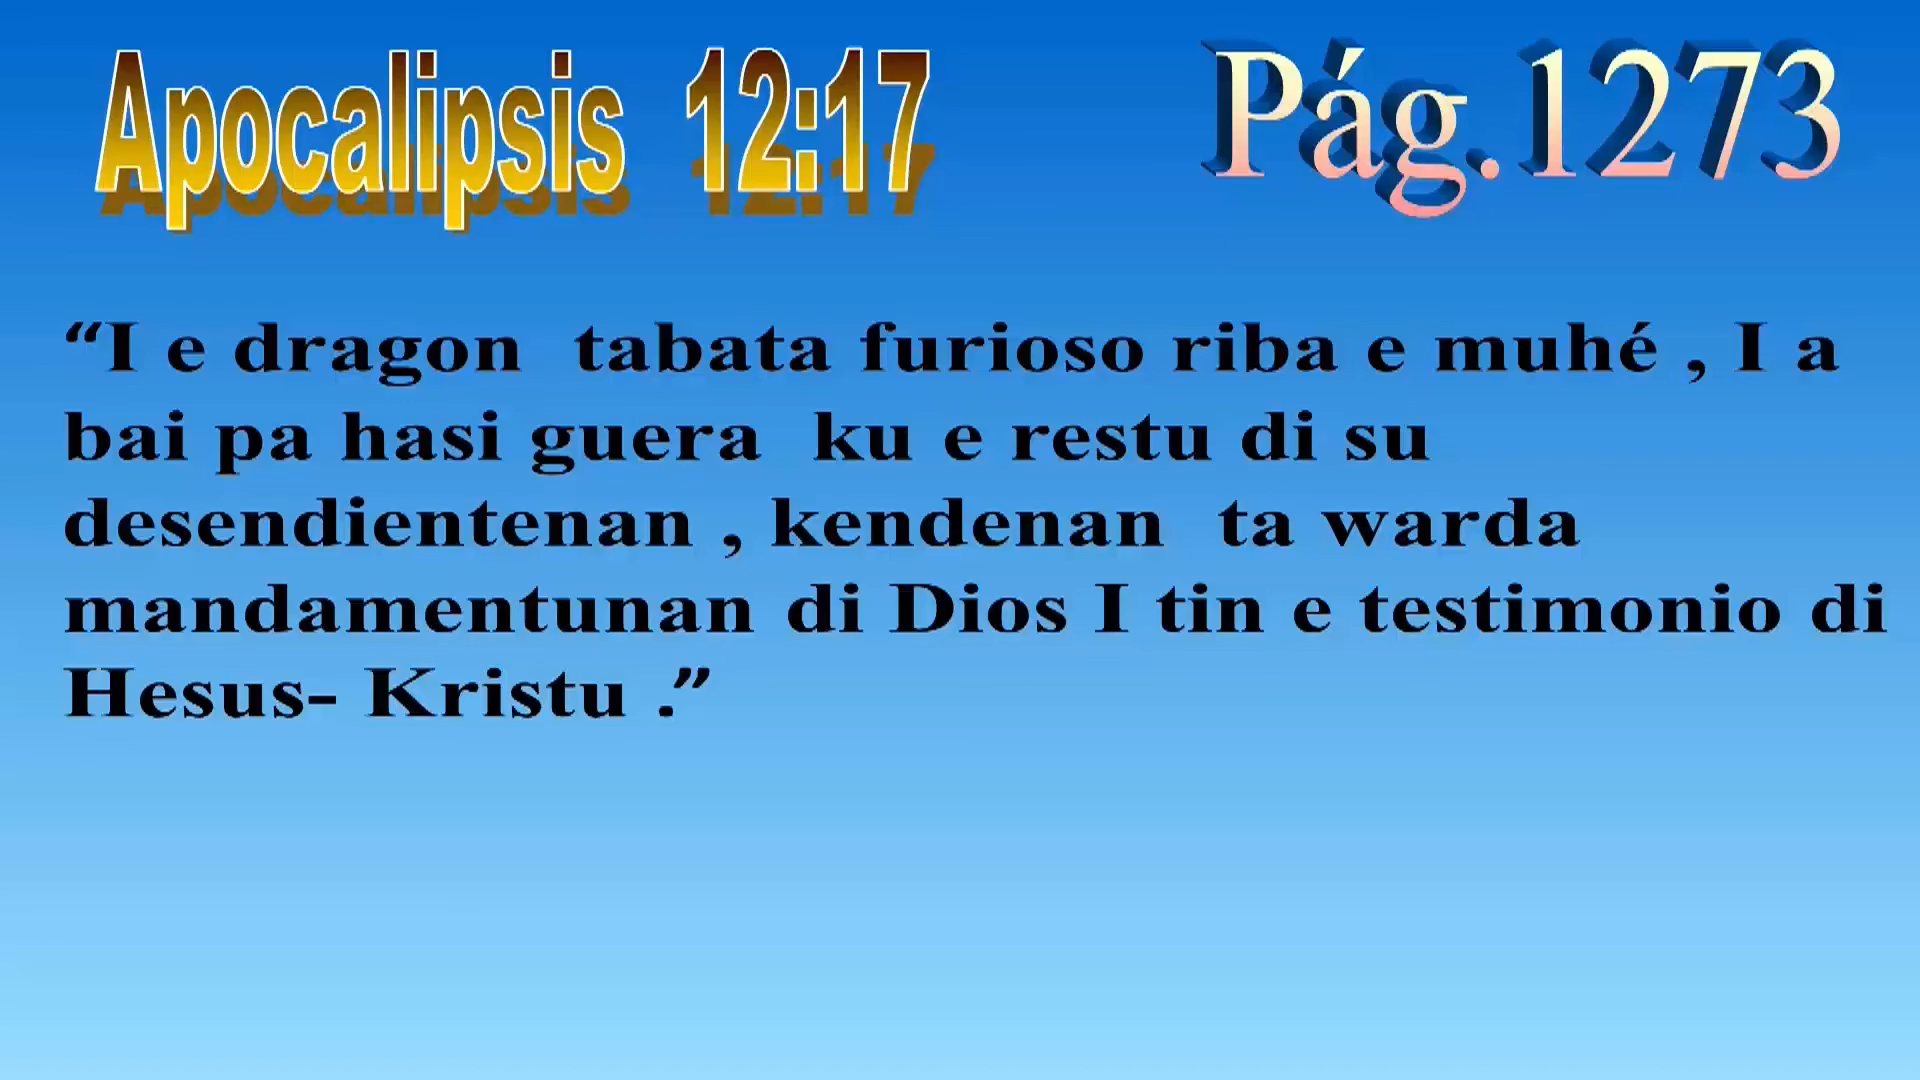 Apocalipsis 12:17
Pág.1273
“I e dragon tabata furioso riba e muhé , I a
bai pa hasi guera ku e restu di su
desendientenan , kendenan ta warda
mandamentunan di Dios I tin e testimonio di
Hesus- Kristu .”